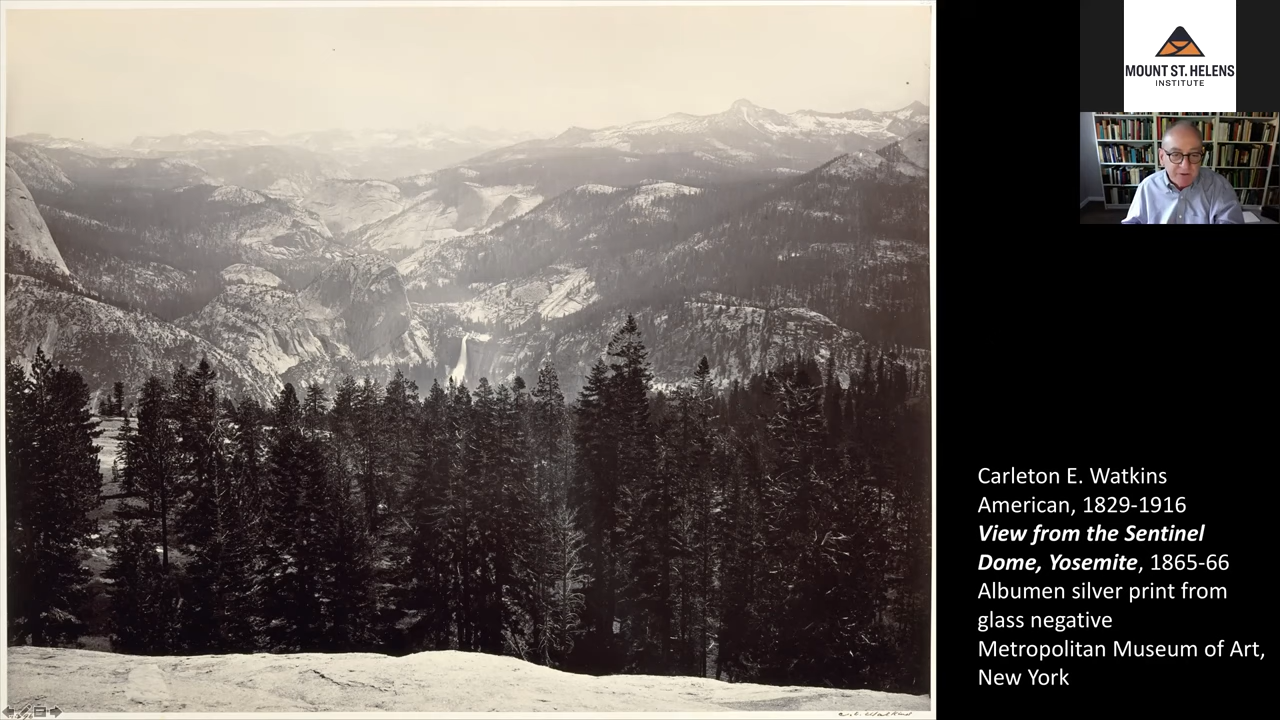 MOUNT ST. HELENS
INSTITUTE
Carleton E. Watkins
American, 1829-1916
View from the Sentinel
Dome, Yosemite, 1865-66
Albumen silver print from
glass negative
Metropolitan Museum of Art,
New York